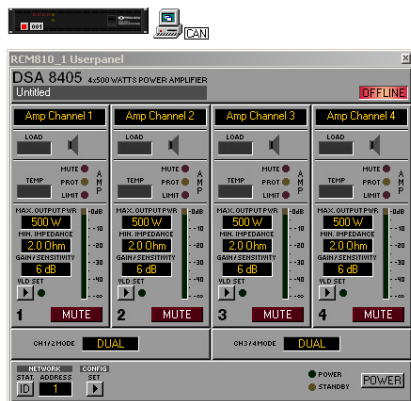 001
CAN
RCM810_1 Userpanel
DSA 8405 4x500 WATTS POWER AMPLIFIER
Untitled
OFFLINE
Amp Channel 1 Amp Channel 2 Amp Channel 3 Amp Channel 4
LOAD LOAD LOAD LOAD
MUTE MUTE MUTE MUTE
TEMP PROT TEMP PROT TEMP PROT TEMP PROT
LIMIT LIMIT LIMIT LIMIT
AMP AMP AMP AMP
MAX. OUTPUT PWR -0dB MAX. OUTPUT PWR -0dB MAX. OUTPUT PWR -0dB MAX. OUTPUT PWR -0dB
500 W -10 500 W -10 500 W -10 500 W -10
MIN. IMPEDANCE MIN. IMPEDANCE MIN. IMPEDANCE MIN. IMPEDANCE
2.0 Ohm -20 2.0 Ohm -20 2.0 Ohm -20 2.0 Ohm -20
GAIN/SENSITIVITY GAIN/SENSITIVITY GAIN/SENSITIVITY GAIN/SENSITIVITY
6 dB -30 6 dB -30 6 dB -30 6 dB -30
VLD SET -40 VLD SET -40 VLD SET -40 VLD SET -40
-∞ -∞ -∞ -∞
1 MUTE 2 MUTE 3 MUTE 4 MUTE
CH1/2 MODE DUAL CH3/4 MODE DUAL
NETWORK CONFIG
STAT. ADDRESS SET
ID 1
POWER
STANDBY
POWER